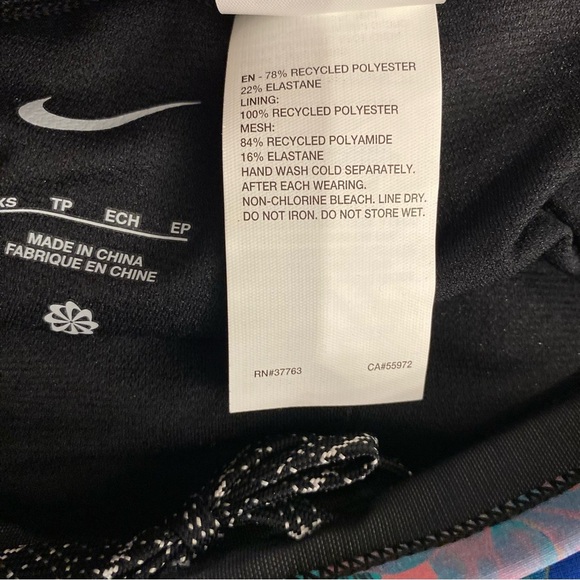 EN - 78% RECYCLED POLYESTER
22% ELASTANE
LINING:
100% RECYCLED POLYESTER
MESH:
84% RECYCLED POLYAMIDE
16% ELASTANE
HAND WASH COLD SEPARATELY.
AFTER EACH WEARING.
NON-CHLORINE BLEACH. LINE DRY.
DO NOT IRON. DO NOT STORE WET.
RN#37763 CA#55972
XS TP ECH EP
MADE IN CHINA
FABRIQUE EN CHINE